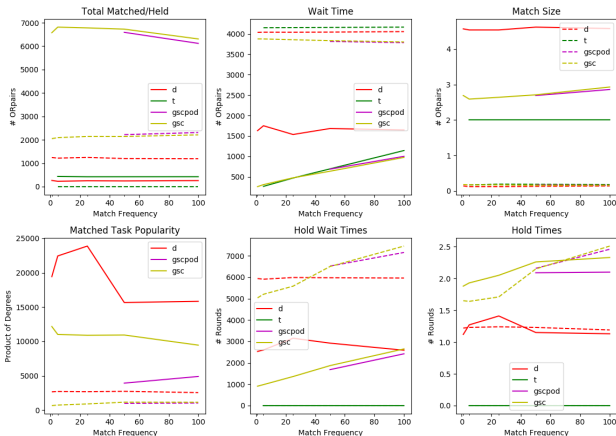 Total Matched/Held
7000
6000
5000
4000
3000
2000
1000
0
# ORpairs
0 20 40 60 80 100
Match Frequency
d
t
gscpod
gsc
Wait Time
4000
3500
3000
2500
2000
1500
1000
500
0
# ORpairs
0 20 40 60 80 100
Match Frequency
d
t
gscpod
gsc
Match Size
4
2
0
# ORpairs
0 20 40 60 80 100
Match Frequency
d
t
gscpod
gsc
Matched Task Popularity
25000
20000
15000
10000
5000
0
Product of Degrees
0 20 40 60 80 100
Match Frequency
d
gscpod
gsc
Hold Wait Times
8000
7000
6000
5000
4000
3000
2000
1000
0
# Rounds
0 20 40 60 80 100
Match Frequency
d
t
gscpod
gsc
Hold Times
2.5
2.0
1.5
1.0
0.5
0.0
# Rounds
0 20 40 60 80 100
Match Frequency
d
t
gscpod
gsc